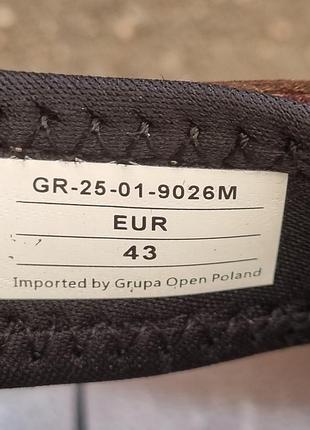 GR-25-01-9026M
EUR
43
Imported by Grupa Open Poland